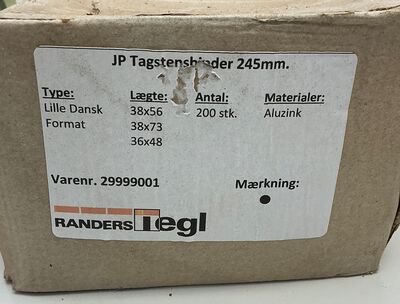 JP Tagstensbinder 245mm.
Type: Lægte: Antal: Materialer:
Lille Dansk 38x56 200 stk. Aluzink
Format 38x73
36x48
Varenr. 29999001 Mærkning:
RANDERS Tegl